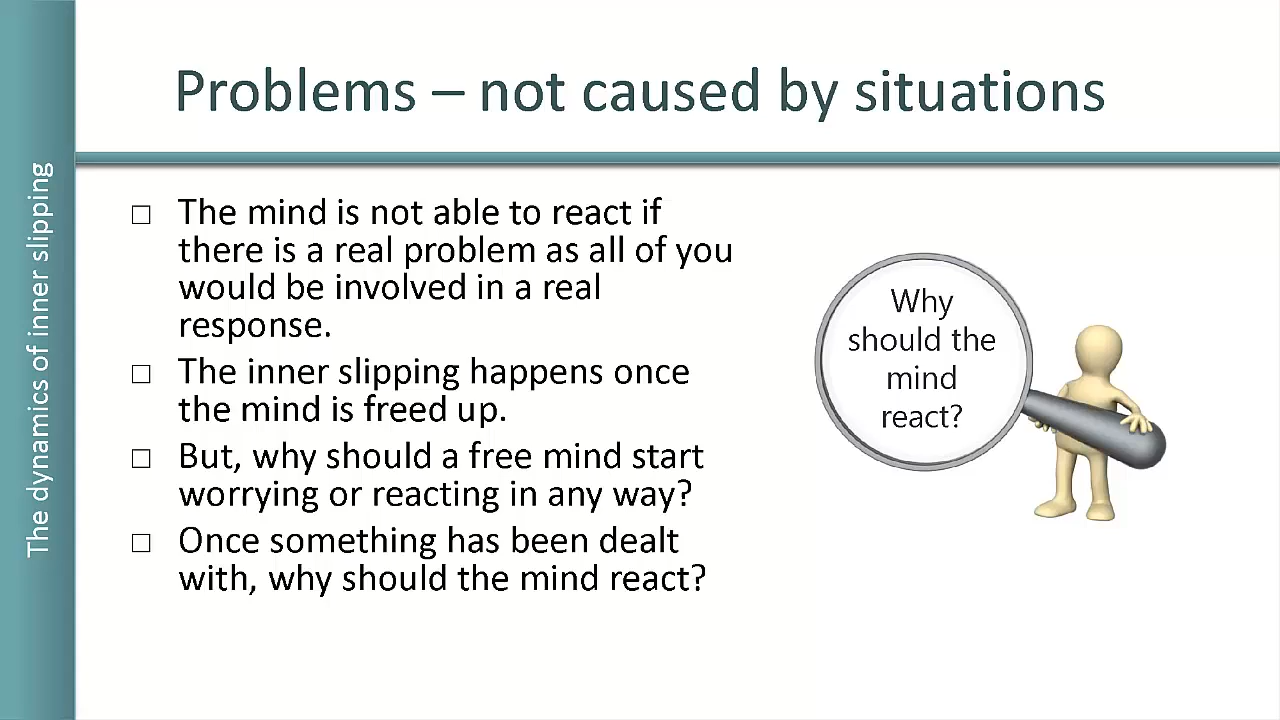 Problems – not caused by situations
The dynamics of inner slipping
□ The mind is not able to react if
there is a real problem as all of you
would be involved in a real
response.
□ The inner slipping happens once
the mind is freed up.
□ But, why should a free mind start
worrying or reacting in any way?
□ Once something has been dealt
with, why should the mind react?
Why
should the
mind
react?